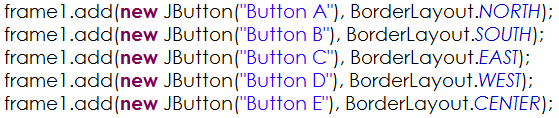 frame1.add(new JButton("Button A"), BorderLayout.NORTH);
frame1.add(new JButton("Button B"), BorderLayout.SOUTH);
frame1.add(new JButton("Button C"), BorderLayout.EAST);
frame1.add(new JButton("Button D"), BorderLayout.WEST);
frame1.add(new JButton("Button E"), BorderLayout.CENTER);